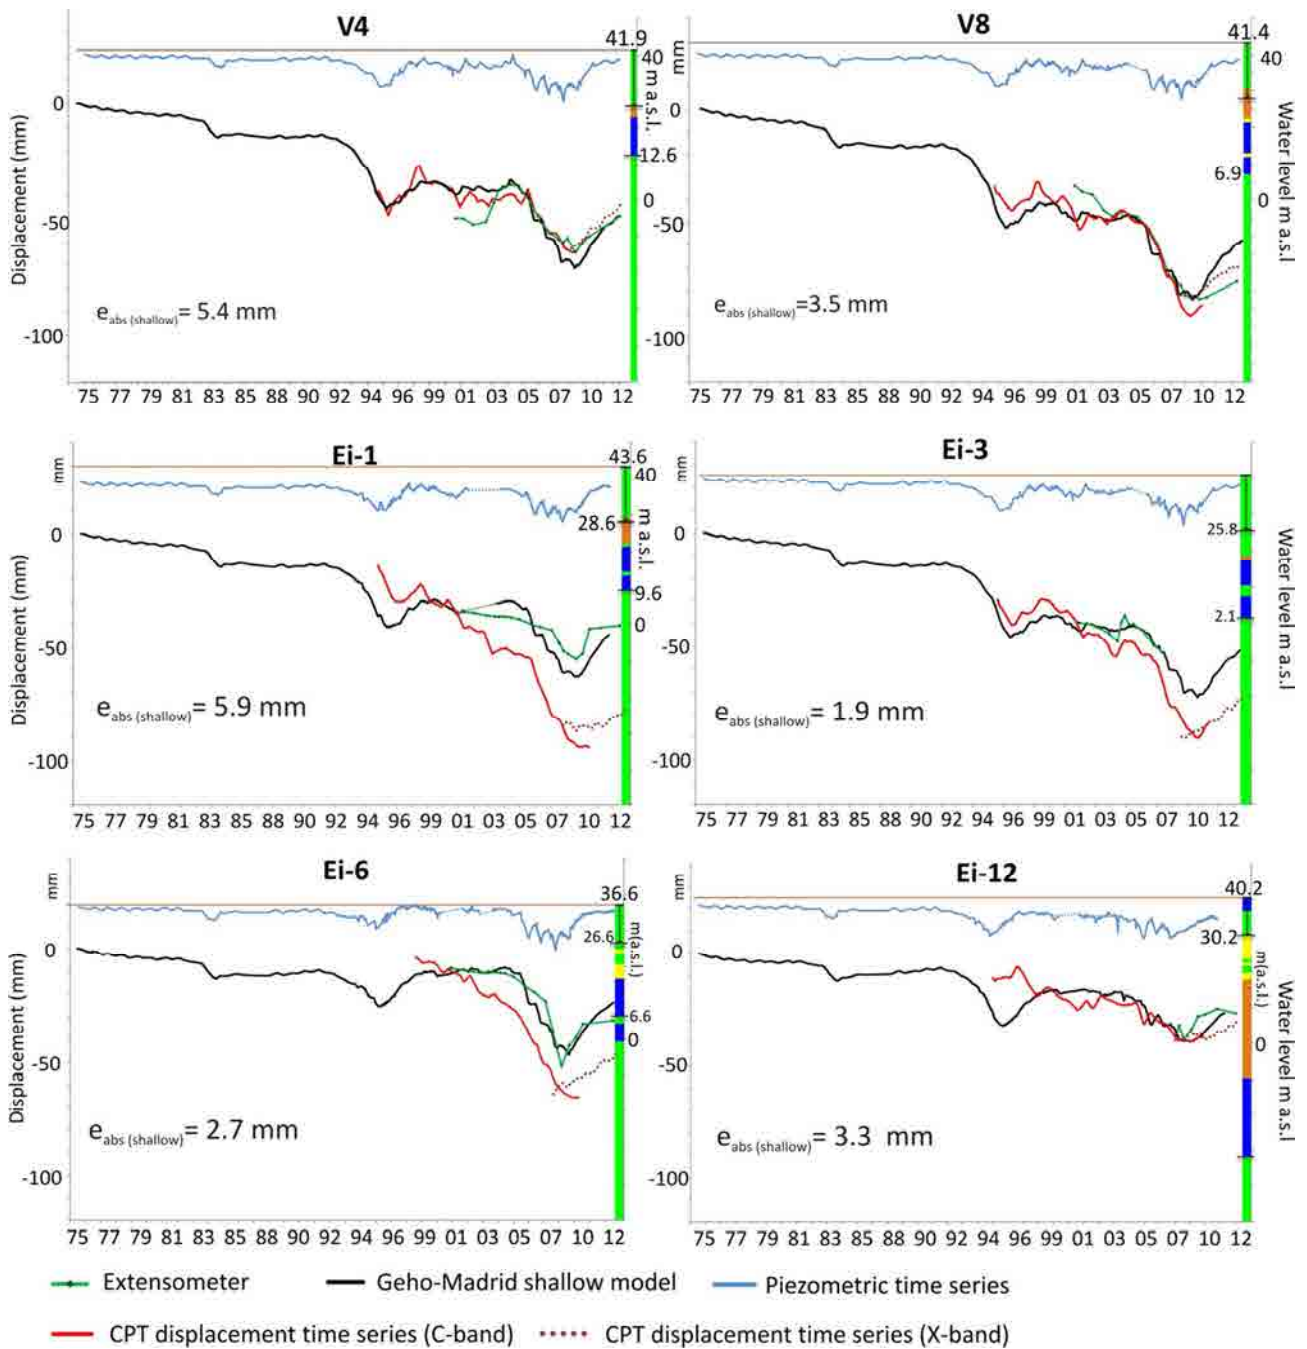 V4
41.9
40
m a.s.l.
12.6
0
0
-50
-100
Displacement (mm)
e_abs (shallow)= 5.4 mm
75 77 79 81 83 85 88 90 92 94 96 99 01 03 05 07 10 12
V8
mm
41.4
40
6.9
0
0
-50
-100
Water level m a.s.l
e_abs (shallow)=3.5 mm
75 77 79 81 83 85 88 90 92 94 96 99 01 03 05 07 10 12
Ei-1
mm
43.6
40
28.6
m a.s.l.
9.6
0
0
-50
-100
Displacement (mm)
e_abs (shallow)= 5.9 mm
75 77 79 81 83 85 88 90 92 94 96 99 01 03 05 07 10 12
Ei-3
mm
25.8
2.1
0
-50
-100
Water level m a.s.l
e_abs (shallow)= 1.9 mm
75 77 79 81 83 85 88 90 92 94 96 99 01 03 05 07 10 12
Ei-6
mm
36.6
26.6
m(a.s.l.)
6.6
0
0
-50
-100
Displacement (mm)
e_abs (shallow)= 2.7 mm
75 77 79 81 83 85 88 90 92 94 96 99 01 03 05 07 10 12
Ei-12
mm
40.2
30.2
m(a.s.l.)
0
0
-50
-100
Water level m a.s.l
e_abs (shallow)= 3.3 mm
75 77 79 81 83 85 88 90 92 94 96 99 01 03 05 07 10 12
Extensometer Geho-Madrid shallow model Piezometric time series
CPT displacement time series (C-band) CPT displacement time series (X-band)